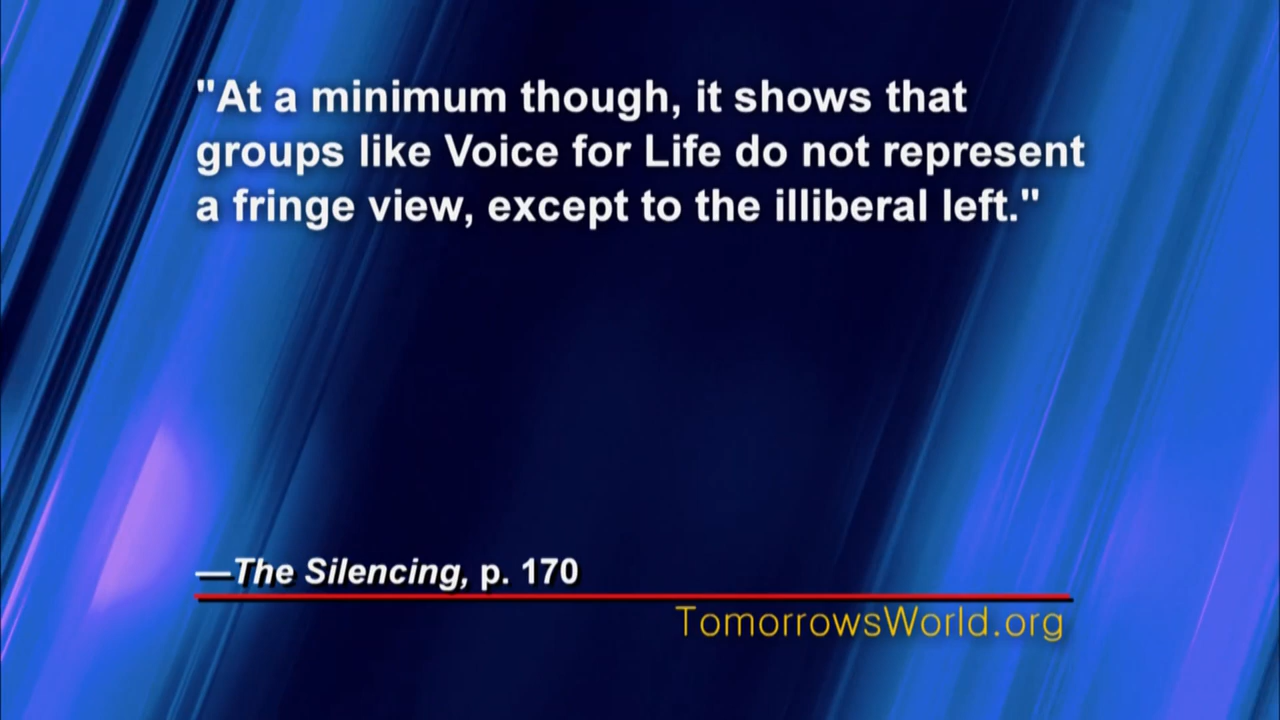 "At a minimum though, it shows that
groups like Voice for Life do not represent
a fringe view, except to the illiberal left."
—The Silencing, p. 170
TomorrowsWorld.org